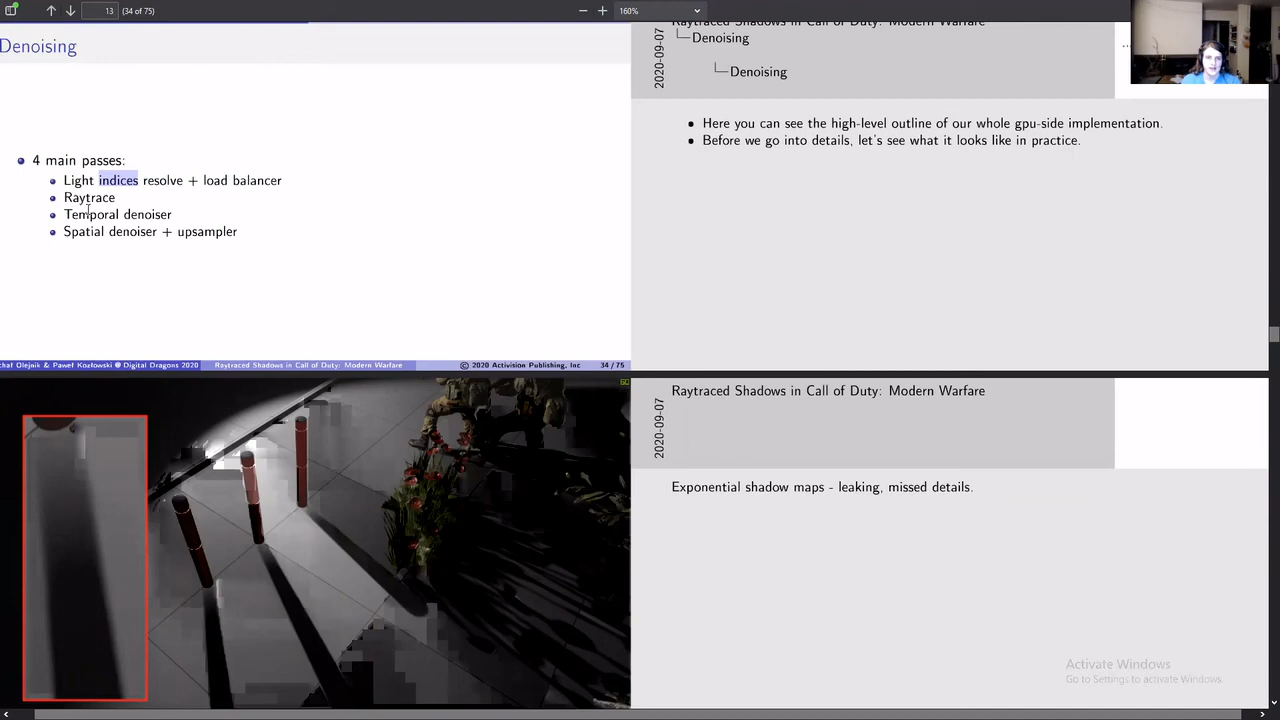 13 (34 of 75)
160%
Denoising
4 main passes:
Light indices resolve + load balancer
Raytrace
Temporal denoiser
Spatial denoiser + upsampler
chał Olejnik & Paweł Kozłowski @ Digital Dragons 2020
Raytraced Shadows in Call of Duty: Modern Warfare
© 2020 Activision Publishing, Inc
34 / 75
Raytraced Shadows in Call of Duty: Modern Warfare
2020-09-07
Denoising
Denoising
Here you can see the high-level outline of our whole gpu-side implementation.
Before we go into details, let's see what it looks like in practice.
60
Raytraced Shadows in Call of Duty: Modern Warfare
2020-09-07
Exponential shadow maps - leaking, missed details.
Activate Windows
Go to Settings to activate Windows.